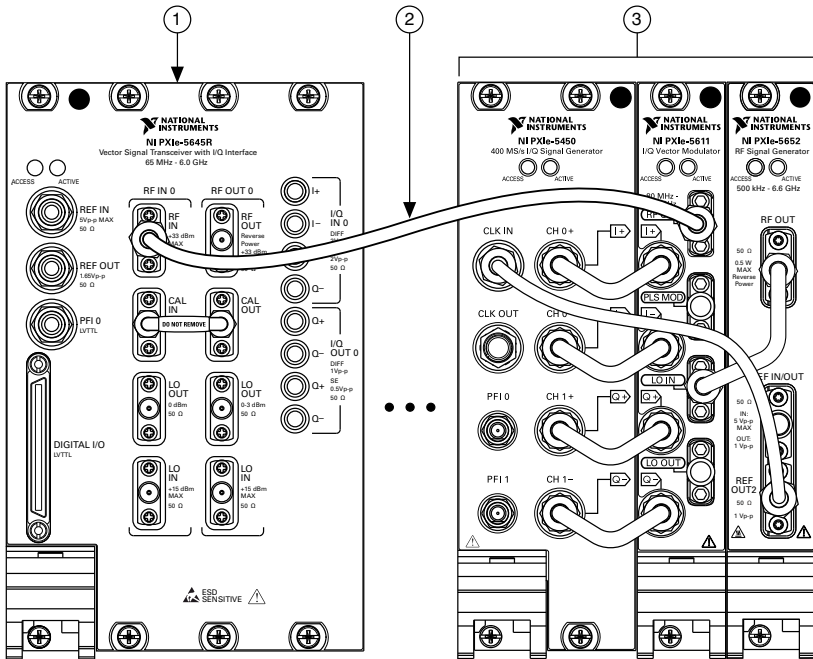 1
2
3
NATIONAL INSTRUMENTS
NI PXIe-5645R
Vector Signal Transceiver with I/Q Interface
65 MHz - 6.0 GHz
ACCESS ACTIVE
REF IN
5Vp-p MAX
50 Ω
REF OUT
1.65Vp-p
50 Ω
PFI 0
LVTTL
DIGITAL I/O
LVTTL
RF IN 0
RF OUT 0
RF
IN
+33 dBm
MAX
RF
OUT
Reverse
Power
+33 dBm
CAL
IN
DO NOT REMOVE
CAL
OUT
LO
OUT
0 dBm
50 Ω
LO
OUT
0-3 dBm
50 Ω
LO
IN
+15 dBm
MAX
50 Ω
LO
IN
+15 dBm
MAX
50 Ω
I+
I–
Q–
I/Q
IN 0
DIFF
2Vp-p
50 Ω
Q+
Q–
Q+
Q–
I/Q
OUT 0
DIFF
1Vp-p
SE
0.5Vp-p
50 Ω
ESD
SENSITIVE
NATIONAL INSTRUMENTS
NI PXIe-5450
400 MS/s I/Q Signal Generator
ACCESS ACTIVE
CLK IN
CH 0+
I+
CLK OUT
CH 0
PFI 0
CH 1+
Q+
PFI 1
CH 1–
Q–
NATIONAL INSTRUMENTS
NI PXIe-5611
I/Q Vector Modulator
ACCESS ACTIVE
I+
PLS MOD
I–
LO IN
Q+
LO OUT
Q–
NATIONAL INSTRUMENTS
NI PXIe-5652
RF Signal Generator
ACCESS ACTIVE
500 kHz - 6.6 GHz
RF OUT
50 Ω
0.5 W
MAX
Reverse
Power
IN/OUT
50 Ω
IN:
5 Vp-p
MAX
OUT:
1 Vp-p
REF
OUT2
50 Ω
1 Vp-p